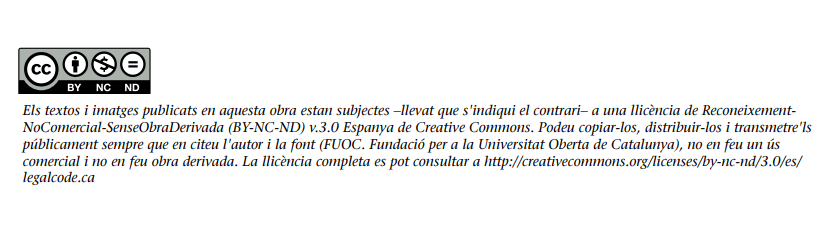 cc
BY NC ND
Els textos i imatges publicats en aquesta obra estan subjectes –llevat que s'indiqui el contrari– a una llicència de Reconeixement-
NoComercial-SenseObraDerivada (BY-NC-ND) v.3.0 Espanya de Creative Commons. Podeu copiar-los, distribuir-los i transmetre'ls
públicament sempre que en citeu l'autor i la font (FUOC. Fundació per a la Universitat Oberta de Catalunya), no en feu un ús
comercial i no en feu obra derivada. La llicència completa es pot consultar a http://creativecommons.org/licenses/by-nc-nd/3.0/es/
legalcode.ca